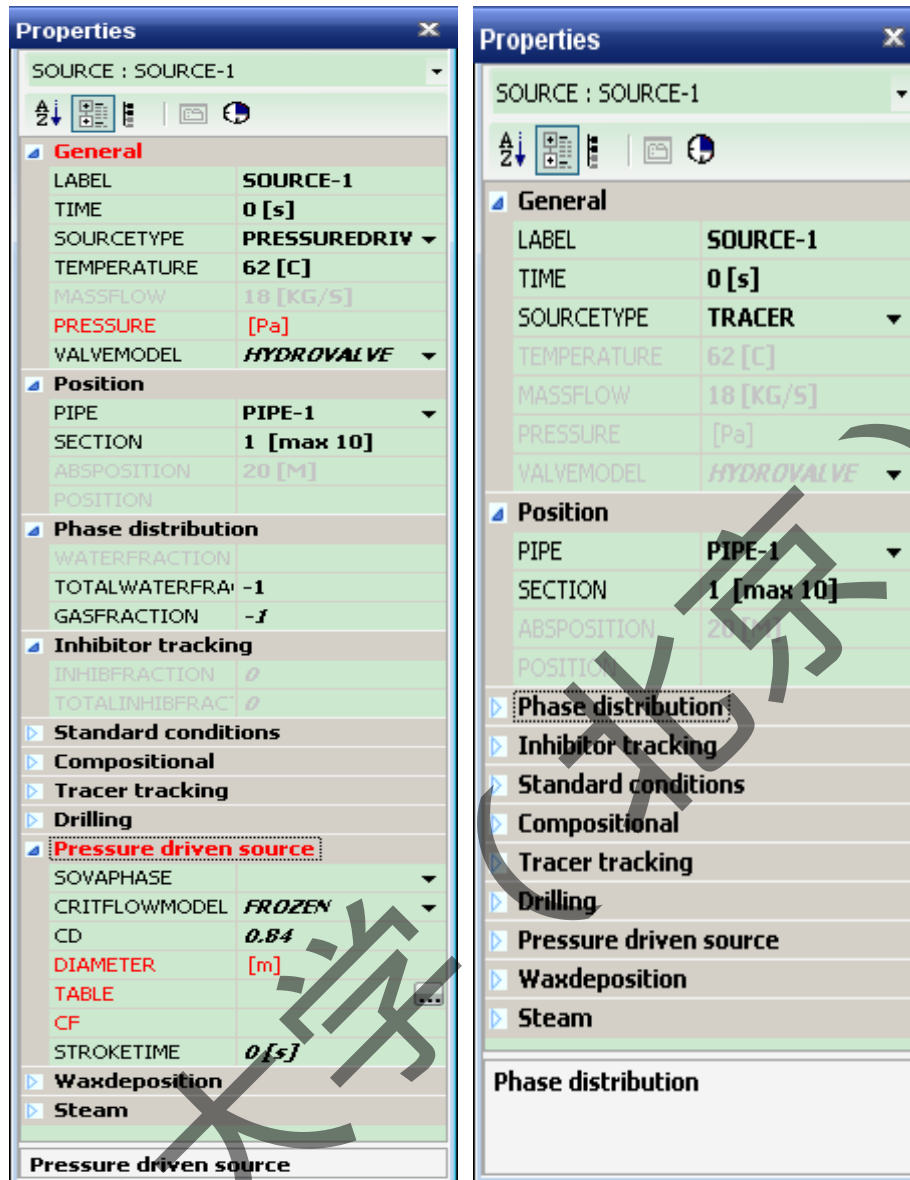 Properties
SOURCE : SOURCE-1
General
LABEL SOURCE-1
TIME 0 [s]
SOURCETYPE PRESSUREDRIV
TEMPERATURE 62 [C]
MASSFLOW 18 [KG/S]
PRESSURE [Pa]
VALVEMODEL HYDROVALVE
Position
PIPE PIPE-1
SECTION 1 [max 10]
ABSPOSITION 20 [M]
POSITION
Phase distribution
WATERFRACTION
TOTALWATERFRA -1
GASFRACTION -1
Inhibitor tracking
INHIBFRACTION 0
TOTALINHIBFRACT 0
Standard conditions
Compositional
Tracer tracking
Drilling
Pressure driven source
SOVAPHASE
CRITFLOWMODEL FROZEN
CD 0.84
DIAMETER [m]
TABLE ...
CF
STROKETIME 0 [s]
Waxdeposition
Steam
Pressure driven source
Properties
SOURCE : SOURCE-1
General
LABEL SOURCE-1
TIME 0 [s]
SOURCETYPE TRACER
TEMPERATURE 62 [C]
MASSFLOW 18 [KG/S]
PRESSURE [Pa]
VALVEMODEL HYDROVALVE
Position
PIPE PIPE-1
SECTION 1 [max 10]
ABSPOSITION 20 [M]
POSITION
Phase distribution
Inhibitor tracking
Standard conditions
Compositional
Tracer tracking
Drilling
Pressure driven source
Waxdeposition
Steam
Phase distribution
大学（北京）